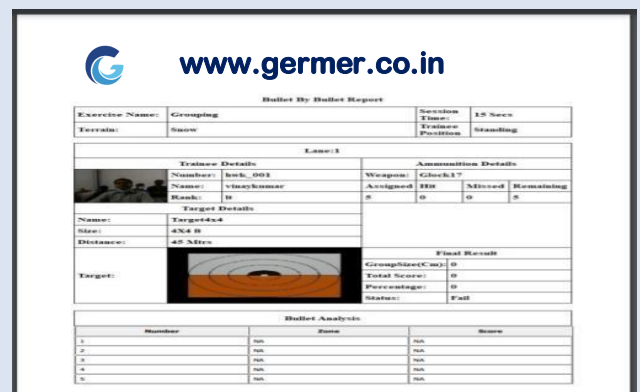 www.germer.co.in
Bullet By Bullet Report
Exercise Name: Grouping Session Time: 15 Secs
Terrain: Snow Trainee Position Standing
Lane:1
Trainee Details Ammunition Details
Number: hwk_001 Weapon: Glock17
Name: vinaykumar Assigned Hit Missed Remaining
Rank: lt 5 0 0 5
Target Details
Name: Target4x4
Size: 4X4 ft
Distance: 45 Mtrs
Final Result
Target: GroupSize(Cm): 0
Total Score: 0
Percentage: 0
Status: Fail
Bullet Analysis
Number Zone Score
1 NA NA
2 NA NA
3 NA NA
4 NA NA
5 NA NA